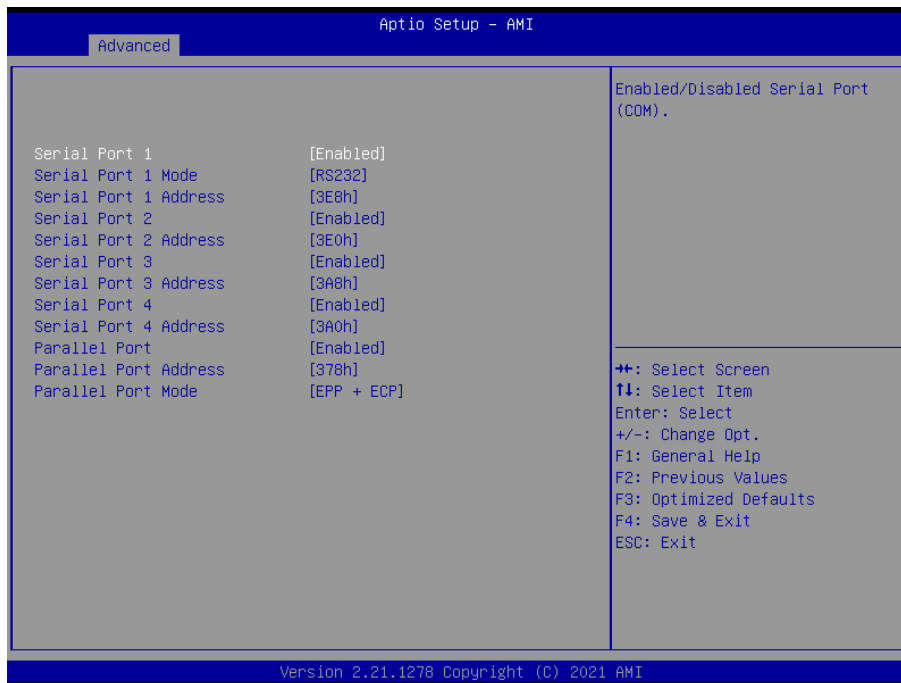 Aptio Setup - AMI
Advanced
Serial Port 1 [Enabled]
Serial Port 1 Mode [RS232]
Serial Port 1 Address [3E8h]
Serial Port 2 [Enabled]
Serial Port 2 Address [3E0h]
Serial Port 3 [Enabled]
Serial Port 3 Address [3A8h]
Serial Port 4 [Enabled]
Serial Port 4 Address [3A0h]
Parallel Port [Enabled]
Parallel Port Address [378h]
Parallel Port Mode [EPP + ECP]
Enabled/Disabled Serial Port
(COM).
→←: Select Screen
↑↓: Select Item
Enter: Select
+/-: Change Opt.
F1: General Help
F2: Previous Values
F3: Optimized Defaults
F4: Save & Exit
ESC: Exit
Version 2.21.1278 Copyright (C) 2021 AMI